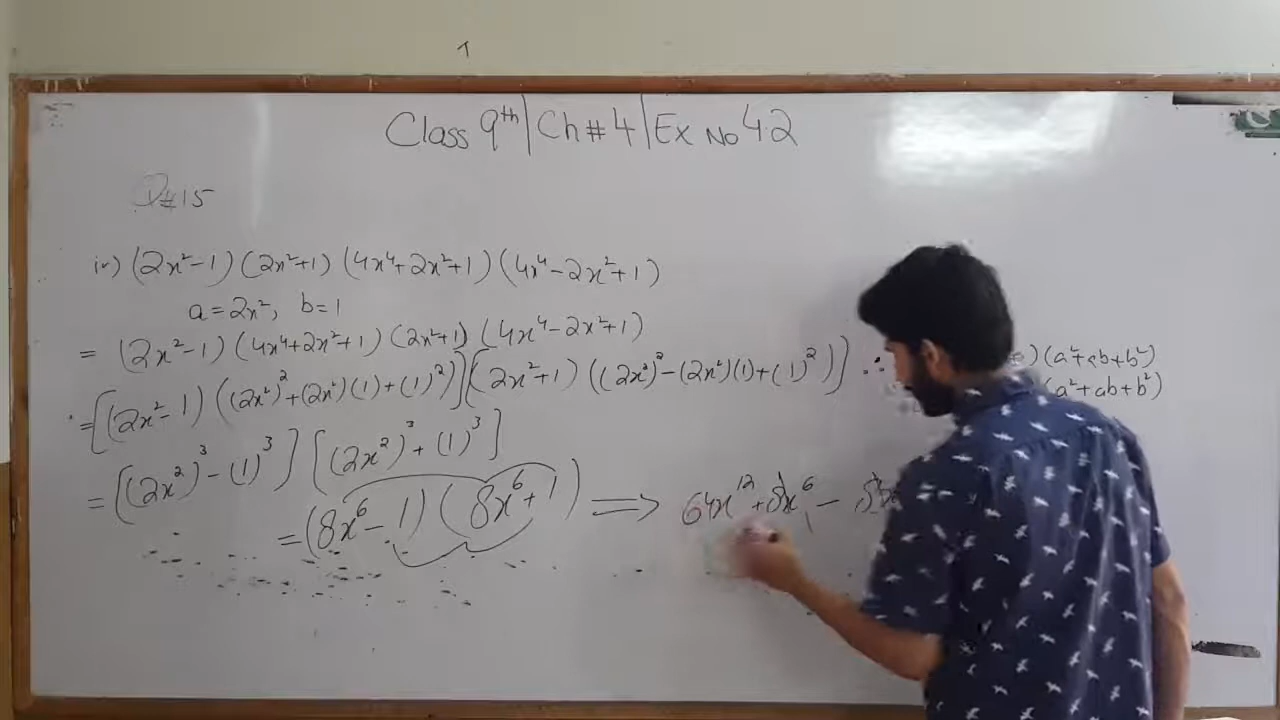 Class 9th | Ch # 4 | Ex No 4.2
Q#15
iv) (2x²-1) (2x²+1) (4x⁴+2x²+1) (4x⁴-2x²+1)
a=2x², b=1
= (2x²-1) (4x⁴+2x²+1) (2x²+1) (4x⁴-2x²+1)
=[(2x²-1) ((2x²)²+(2x²)(1)+(1)²)][(2x²+1) ((2x²)²-(2x²)(1)+(1)²)] ∴ ) (a²+ab+b²)
(a²+ab+b²)
= [(2x²)³-(1)³] [(2x²)³+(1)³]
= (8x⁶-1) (8x⁶+1) ⟹ 64x¹²+8x⁶-